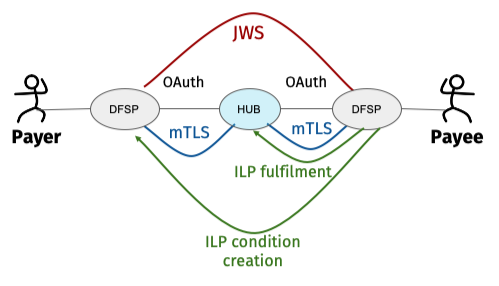 JWS
OAuth
OAuth
DFSP
HUB
DFSP
mTLS
mTLS
Payer
Payee
ILP fulfilment
ILP condition
creation